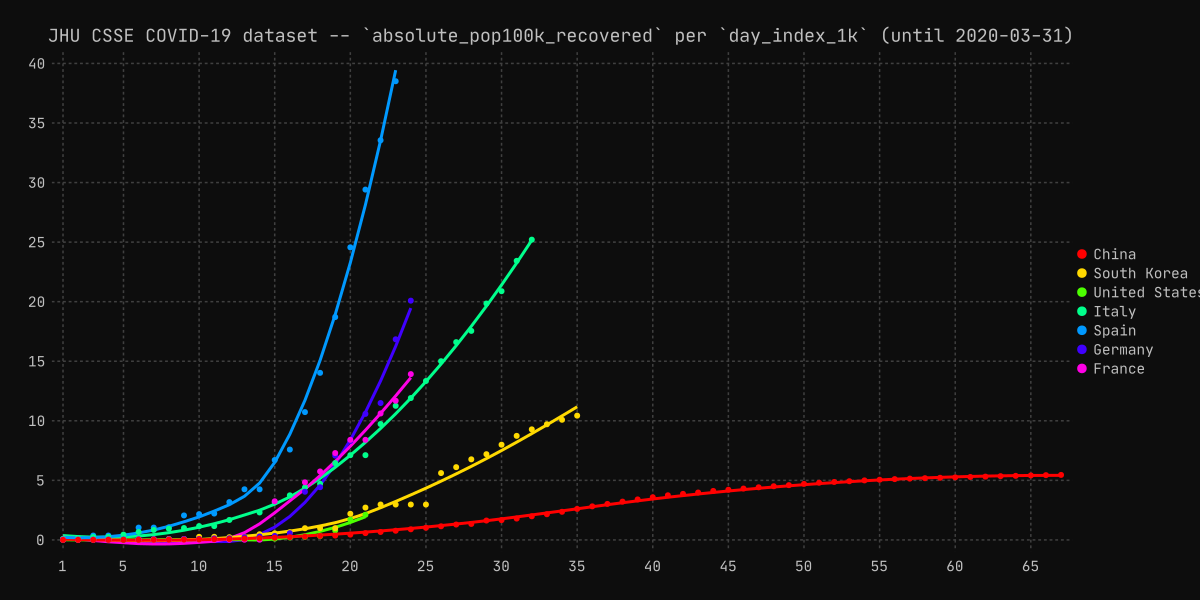 JHU CSSE COVID-19 dataset -- `absolute_pop100k_recovered` per `day_index_1k` (until 2020-03-31)
40
35
30
25
20
15
10
5
0
1 5 10 15 20 25 30 35 40 45 50 55 60 65
China
South Korea
United States
Italy
Spain
Germany
France